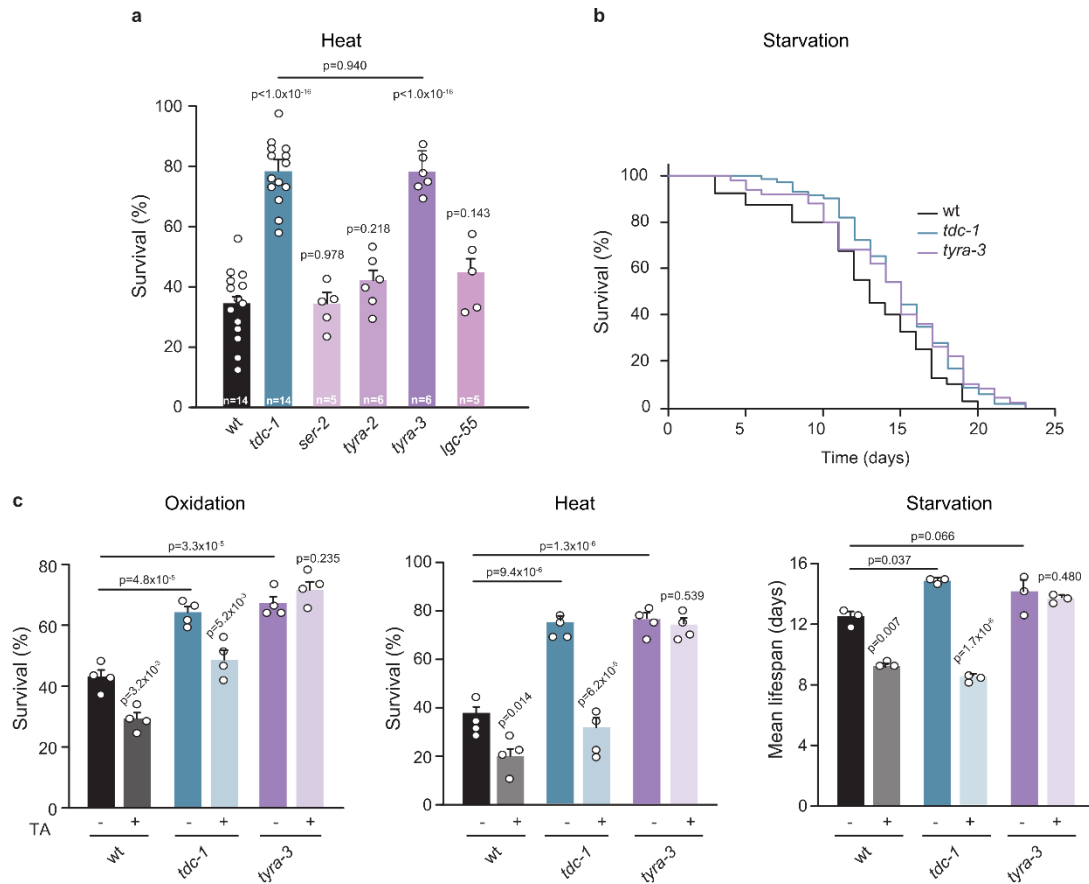 a
Heat
p=0.940
p<1.0x10⁻¹⁶
p<1.0x10⁻¹⁶
p=0.978
p=0.218
p=0.143
Survival (%)
100
80
60
40
20
0
n=14
n=14
n=5
n=6
n=6
n=5
wt
tdc-1
ser-2
tyra-2
tyra-3
lgc-55
b
Starvation
Survival (%)
100
80
60
40
20
0
0
5
10
15
20
25
Time (days)
wt
tdc-1
tyra-3
c
Oxidation
p=3.3x10⁻⁵
p=4.8x10⁻⁵
p=3.2x10⁻³
p=5.2x10⁻³
p=0.235
Survival (%)
80
60
40
20
0
TA
- + - + - +
wt
tdc-1
tyra-3
Heat
p=1.3x10⁻⁶
p=9.4x10⁻⁶
p=0.014
p=6.2x10⁻⁵
p=0.539
Survival (%)
100
80
60
40
20
0
- + - + - +
wt
tdc-1
tyra-3
Starvation
p=0.066
p=0.037
p=0.007
p=1.7x10⁻⁶
p=0.480
Mean lifespan (days)
16
12
8
4
0
- + - + - +
wt
tdc-1
tyra-3